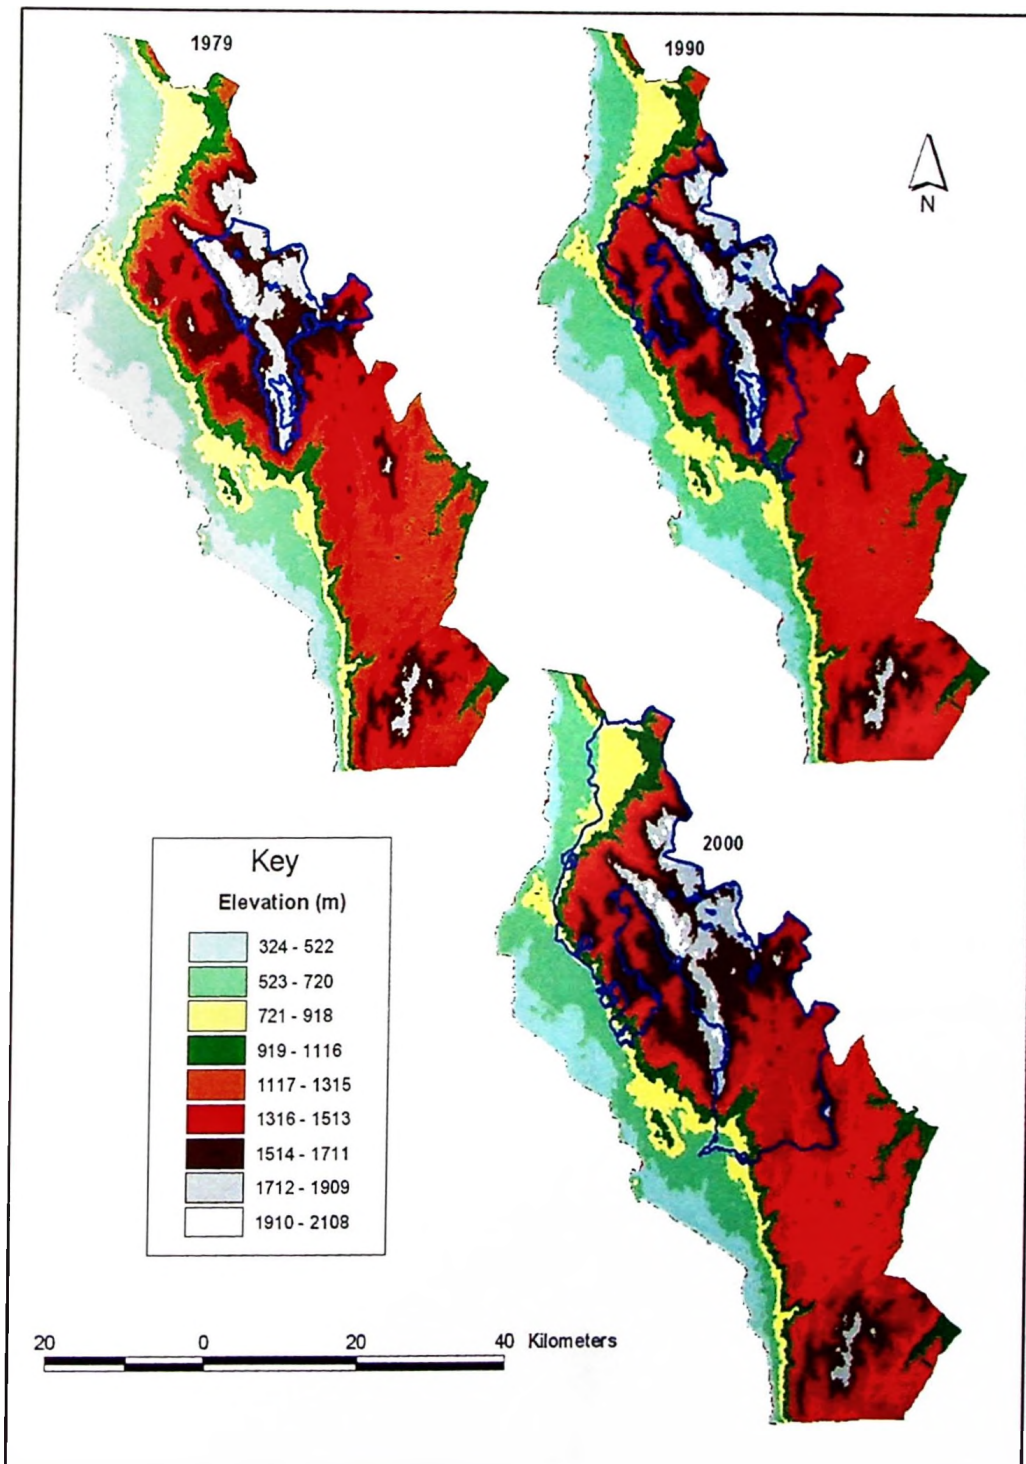 1979
1990
N
2000
Key
Elevation (m)
324 - 522
523 - 720
721 - 918
919 - 1116
1117 - 1315
1316 - 1513
1514 - 1711
1712 - 1909
1910 - 2108
20 0 20 40 Kilometers